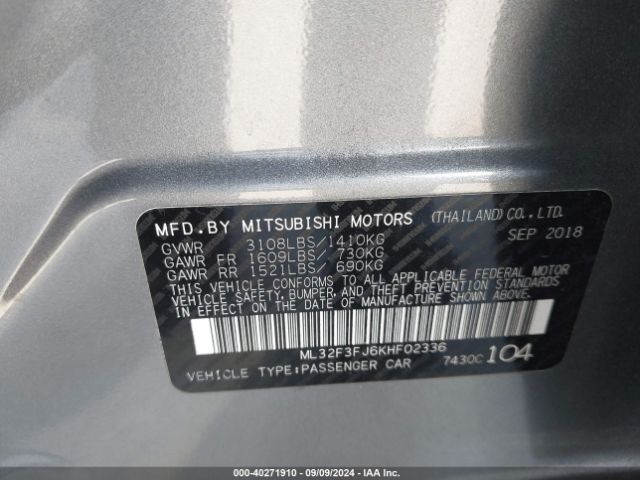 MFD.BY MITSUBISHI MOTORS (THAILAND)CO.,LTD.
GVWR 3108LBS/1410KG SEP 2018
GAWR FR 1609LBS/ 730KG
GAWR RR 1521LBS/ 690KG
THIS VEHICLE CONFORMS TO ALL APPLICABLE FEDERAL MOTOR
VEHICLE SAFETY, BUMPER, AND THEFT PREVENTION STANDARDS
IN EFFECT ON THE DATE OF MANUFACTURE SHOWN ABOVE.
ML32F3FJ6KHF02336
VEHICLE TYPE:PASSENGER CAR 7430C 104
000-40271910 - 09/09/2024 - IAAI.com